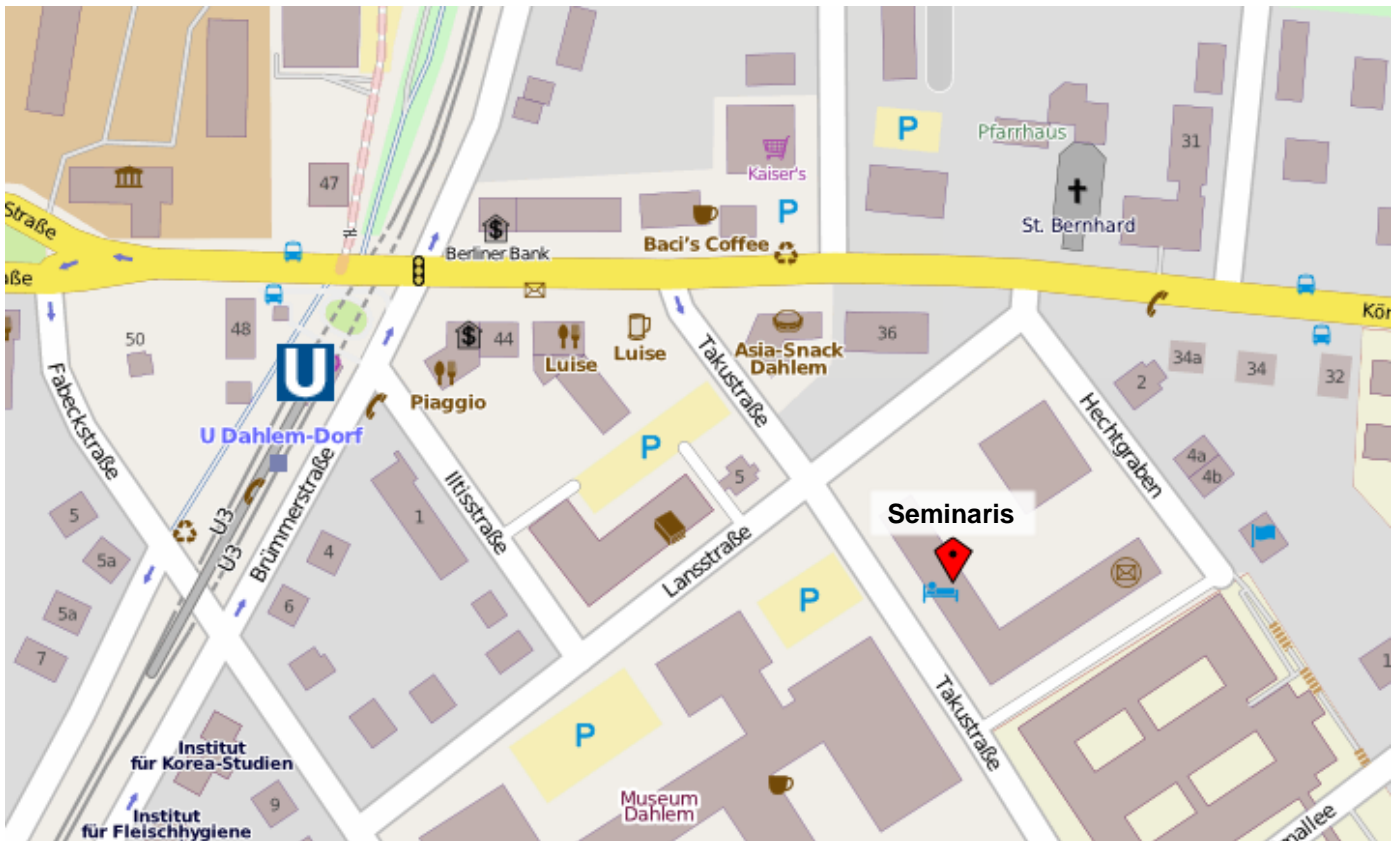 P
Pfarrhaus
31
Kaiser's
47
P
Straße
$
St. Bernhard
Baci's Coffee
Berliner Bank
aße
Kör
50
48
U
$
44
Luise
Luise
Asia-Snack
Dahlem
36
34a
34
32
2
Takustraße
Piaggio
Fabeckstraße
U Dahlem-Dorf
P
Hechtgraben
4a
4b
5
Iltisstraße
Seminaris
5
5a
U3
U3
Brümmerstraße
1
4
Lansstraße
5a
6
P
7
1
Takustraße
P
Institut
für Korea-Studien
9
Museum
Dahlem
Institut
für Fleischhygiene
mallee